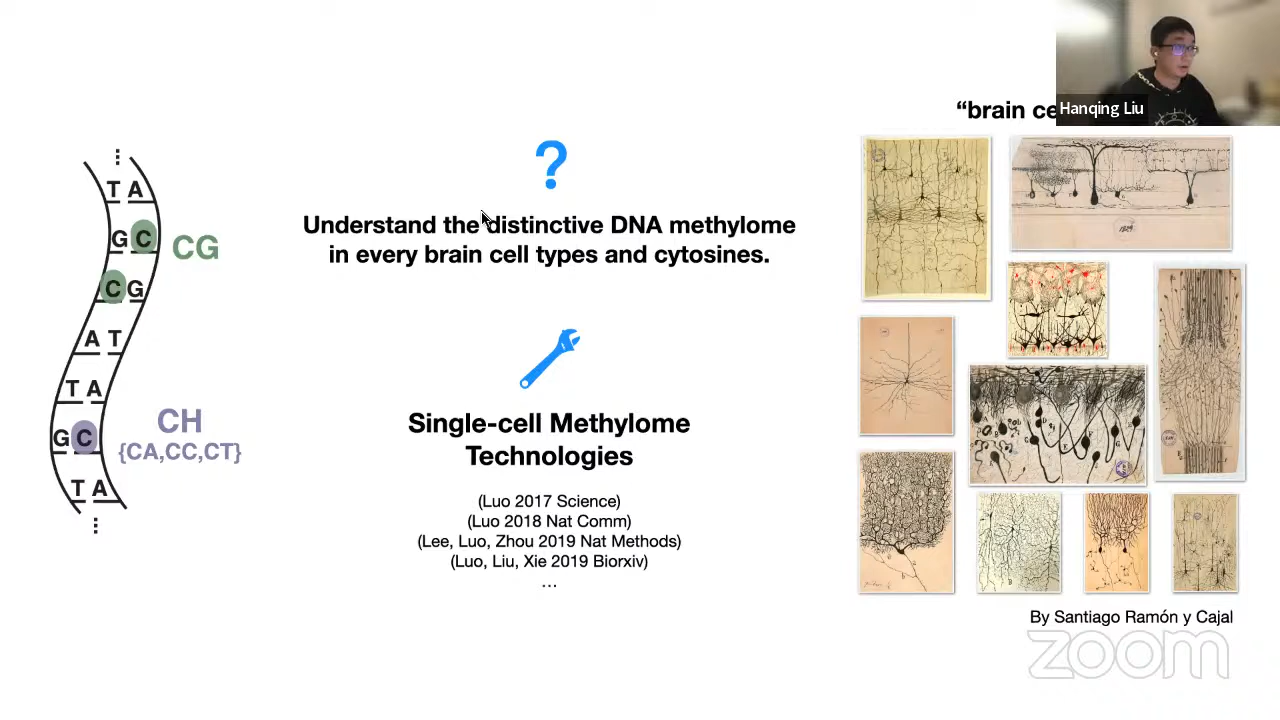 Hanqing Liu
“brain ce
T A
G C
CG
C G
A T
T A
G C
CH
{CA,CC,CT}
T A
?
Understand the distinctive DNA methylome
in every brain cell types and cytosines.
Single-cell Methylome
Technologies
(Luo 2017 Science)
(Luo 2018 Nat Comm)
(Lee, Luo, Zhou 2019 Nat Methods)
(Luo, Liu, Xie 2019 Biorxiv)
...
By Santiago Ramón y Cajal
zoom